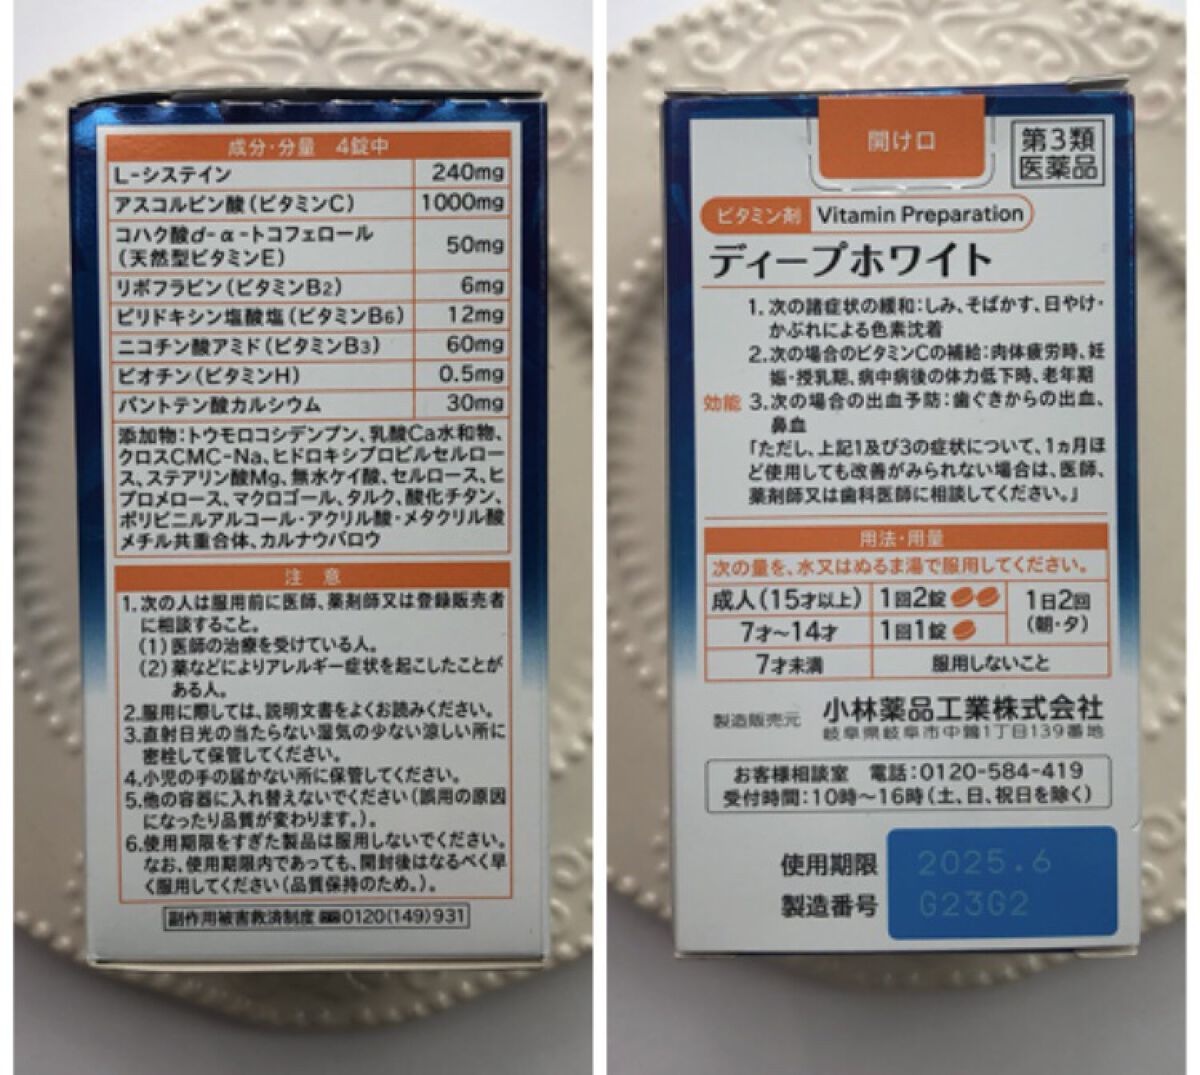 成分・分量 4錠中
L-システイン 240mg
アスコルビン酸(ビタミンC) 1000mg
コハク酸d-α-トコフェロール
(天然型ビタミンE) 50mg
リボフラビン(ビタミンB2) 6mg
ピリドキシン塩酸塩(ビタミンB6) 12mg
ニコチン酸アミド(ビタミンB3) 60mg
ビオチン(ビタミンH) 0.5mg
パントテン酸カルシウム 30mg
添加物:トウモロコシデンプン、乳酸Ca水和物、
クロスCMC-Na、ヒドロキシプロピルセルロー
ス、ステアリン酸Mg、無水ケイ酸、セルロース、ヒ
プロメロース、マクロゴール、タルク、酸化チタン、
ポリビニルアルコール・アクリル酸・メタクリル酸
メチル共重合体、カルナウバロウ
注 意
1.次の人は服用前に医師、薬剤師又は登録販売者
に相談すること。
(1)医師の治療を受けている人。
(2)薬などによりアレルギー症状を起こしたことが
ある人。
2.服用に際しては、説明文書をよくお読みください。
3.直射日光の当たらない湿気の少ない涼しい所に
密栓して保管してください。
4.小児の手の届かない所に保管してください。
5.他の容器に入れ替えないでください(誤用の原因
になったり品質が変わります。)。
6.使用期限をすぎた製品は服用しないでください。
なお、使用期限内であっても、開封後はなるべく早
く服用してください(品質保持のため。)。
副作用被害救済制度 0120(149)931
開け口
第3類
医薬品
ビタミン剤 Vitamin Preparation
ディープホワイト
効能
1.次の諸症状の緩和:しみ、そばかす、日やけ・
かぶれによる色素沈着
2.次の場合のビタミンCの補給:肉体疲労時、妊
娠・授乳期、病中病後の体力低下時、老年期
3.次の場合の出血予防:歯ぐきからの出血、
鼻血
「ただし、上記1及び3の症状について、1ヵ月ほ
ど使用しても改善がみられない場合は、医師、
薬剤師又は歯科医師に相談してください。」
用法・用量
次の量を、水又はぬるま湯で服用してください。
成人(15才以上) 1回2錠 1日2回
7才〜14才 1回1錠 (朝・夕)
7才未満 服用しないこと
製造販売元 小林薬品工業株式会社
岐阜県岐阜市中鶉1丁目139番地
お客様相談室 電話:0120-584-419
受付時間:10時〜16時(土、日、祝日を除く)
使用期限 2025.6
製造番号 G23G2